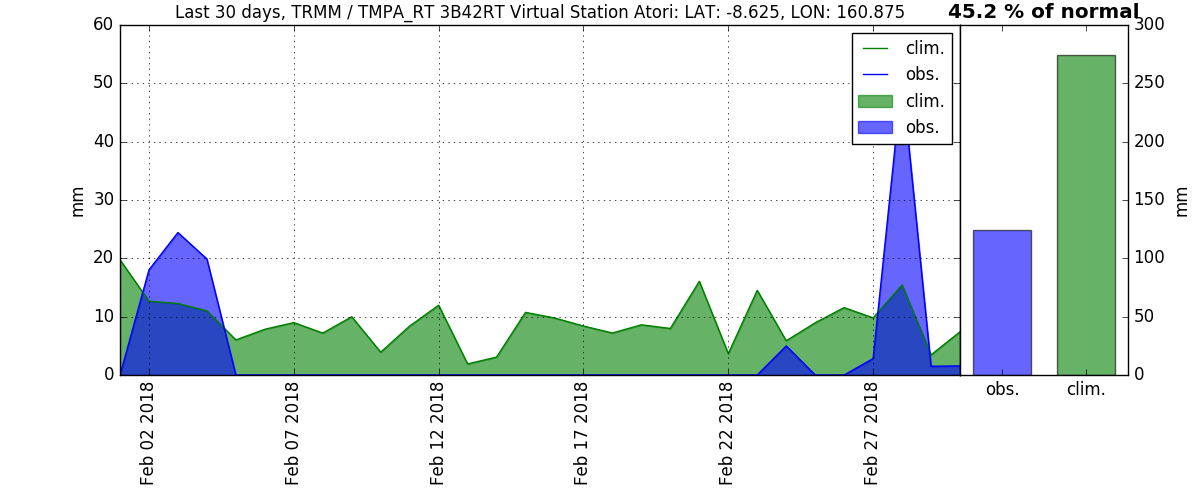 Last 30 days, TRMM / TMPA_RT 3B42RT Virtual Station Atori: LAT: -8.625, LON: 160.875
45.2 % of normal
clim.
obs.
clim.
obs.
60
50
40
30
20
10
0
mm
Feb 02 2018
Feb 07 2018
Feb 12 2018
Feb 17 2018
Feb 22 2018
Feb 27 2018
300
250
200
150
100
50
0
mm
obs.
clim.